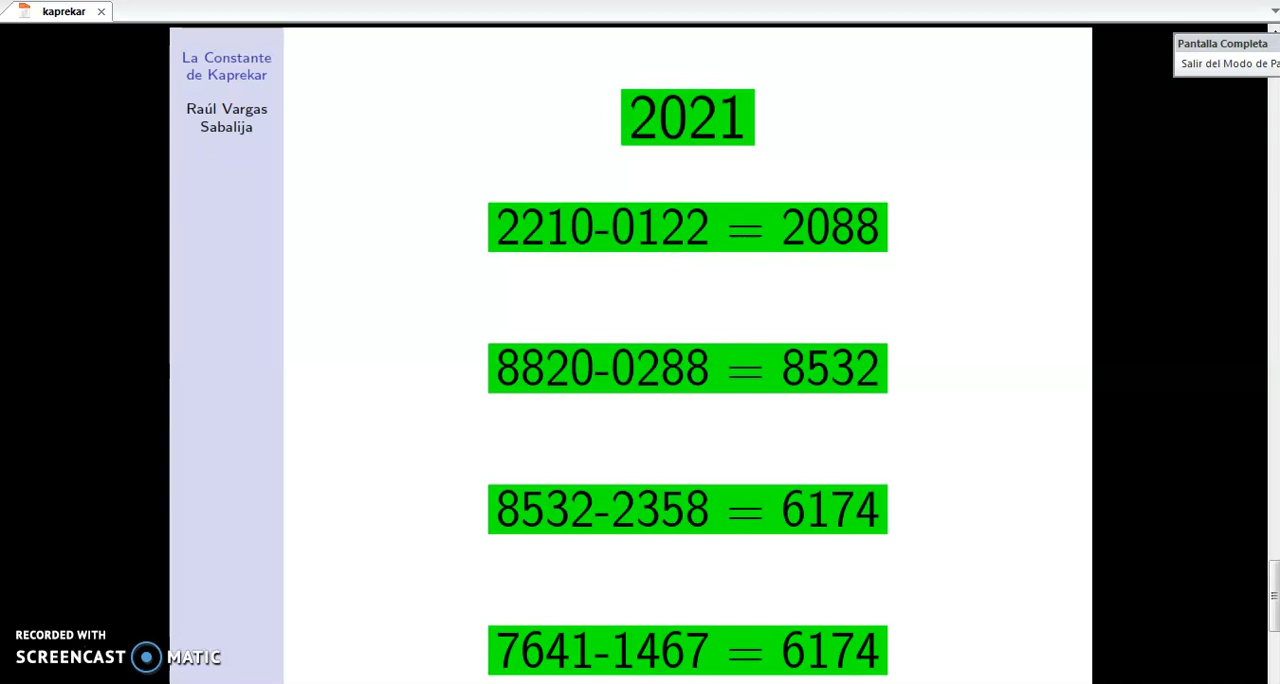 kaprekar
Pantalla Completa
Salir del Modo de
La Constante
de Kaprekar
Raúl Vargas
Sabalija
2021
2210-0122 = 2088
8820-0288 = 8532
8532-2358 = 6174
7641-1467 = 6174
RECORDED WITH
SCREENCAST MATIC